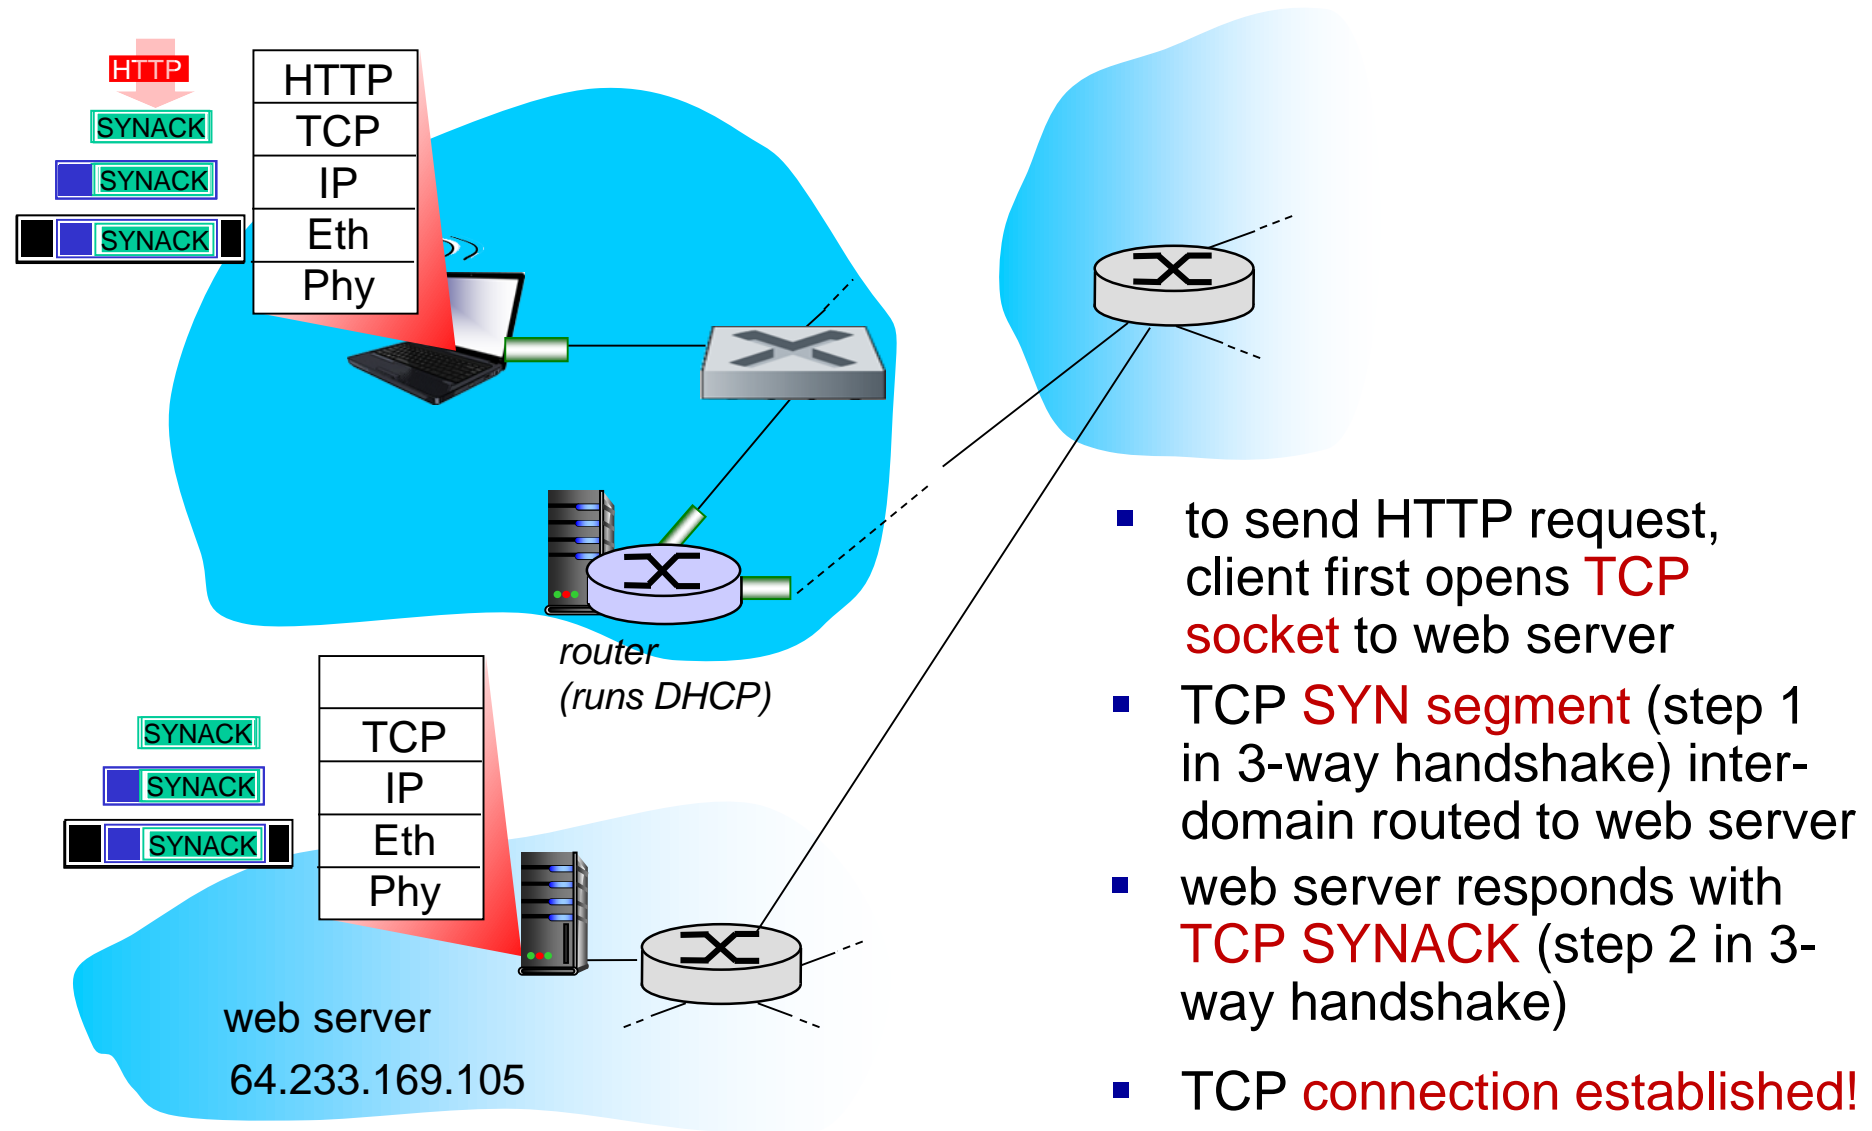 HTTP
SYNACK
SYNACK
SYNACK
HTTP
TCP
IP
Eth
Phy
router
(runs DHCP)
SYNACK
SYNACK
SYNACK
TCP
IP
Eth
Phy
web server
64.233.169.105
to send HTTP request,
client first opens TCP
socket to web server
TCP SYN segment (step 1
in 3-way handshake) inter-
domain routed to web server
web server responds with
TCP SYNACK (step 2 in 3-
way handshake)
TCP connection established!